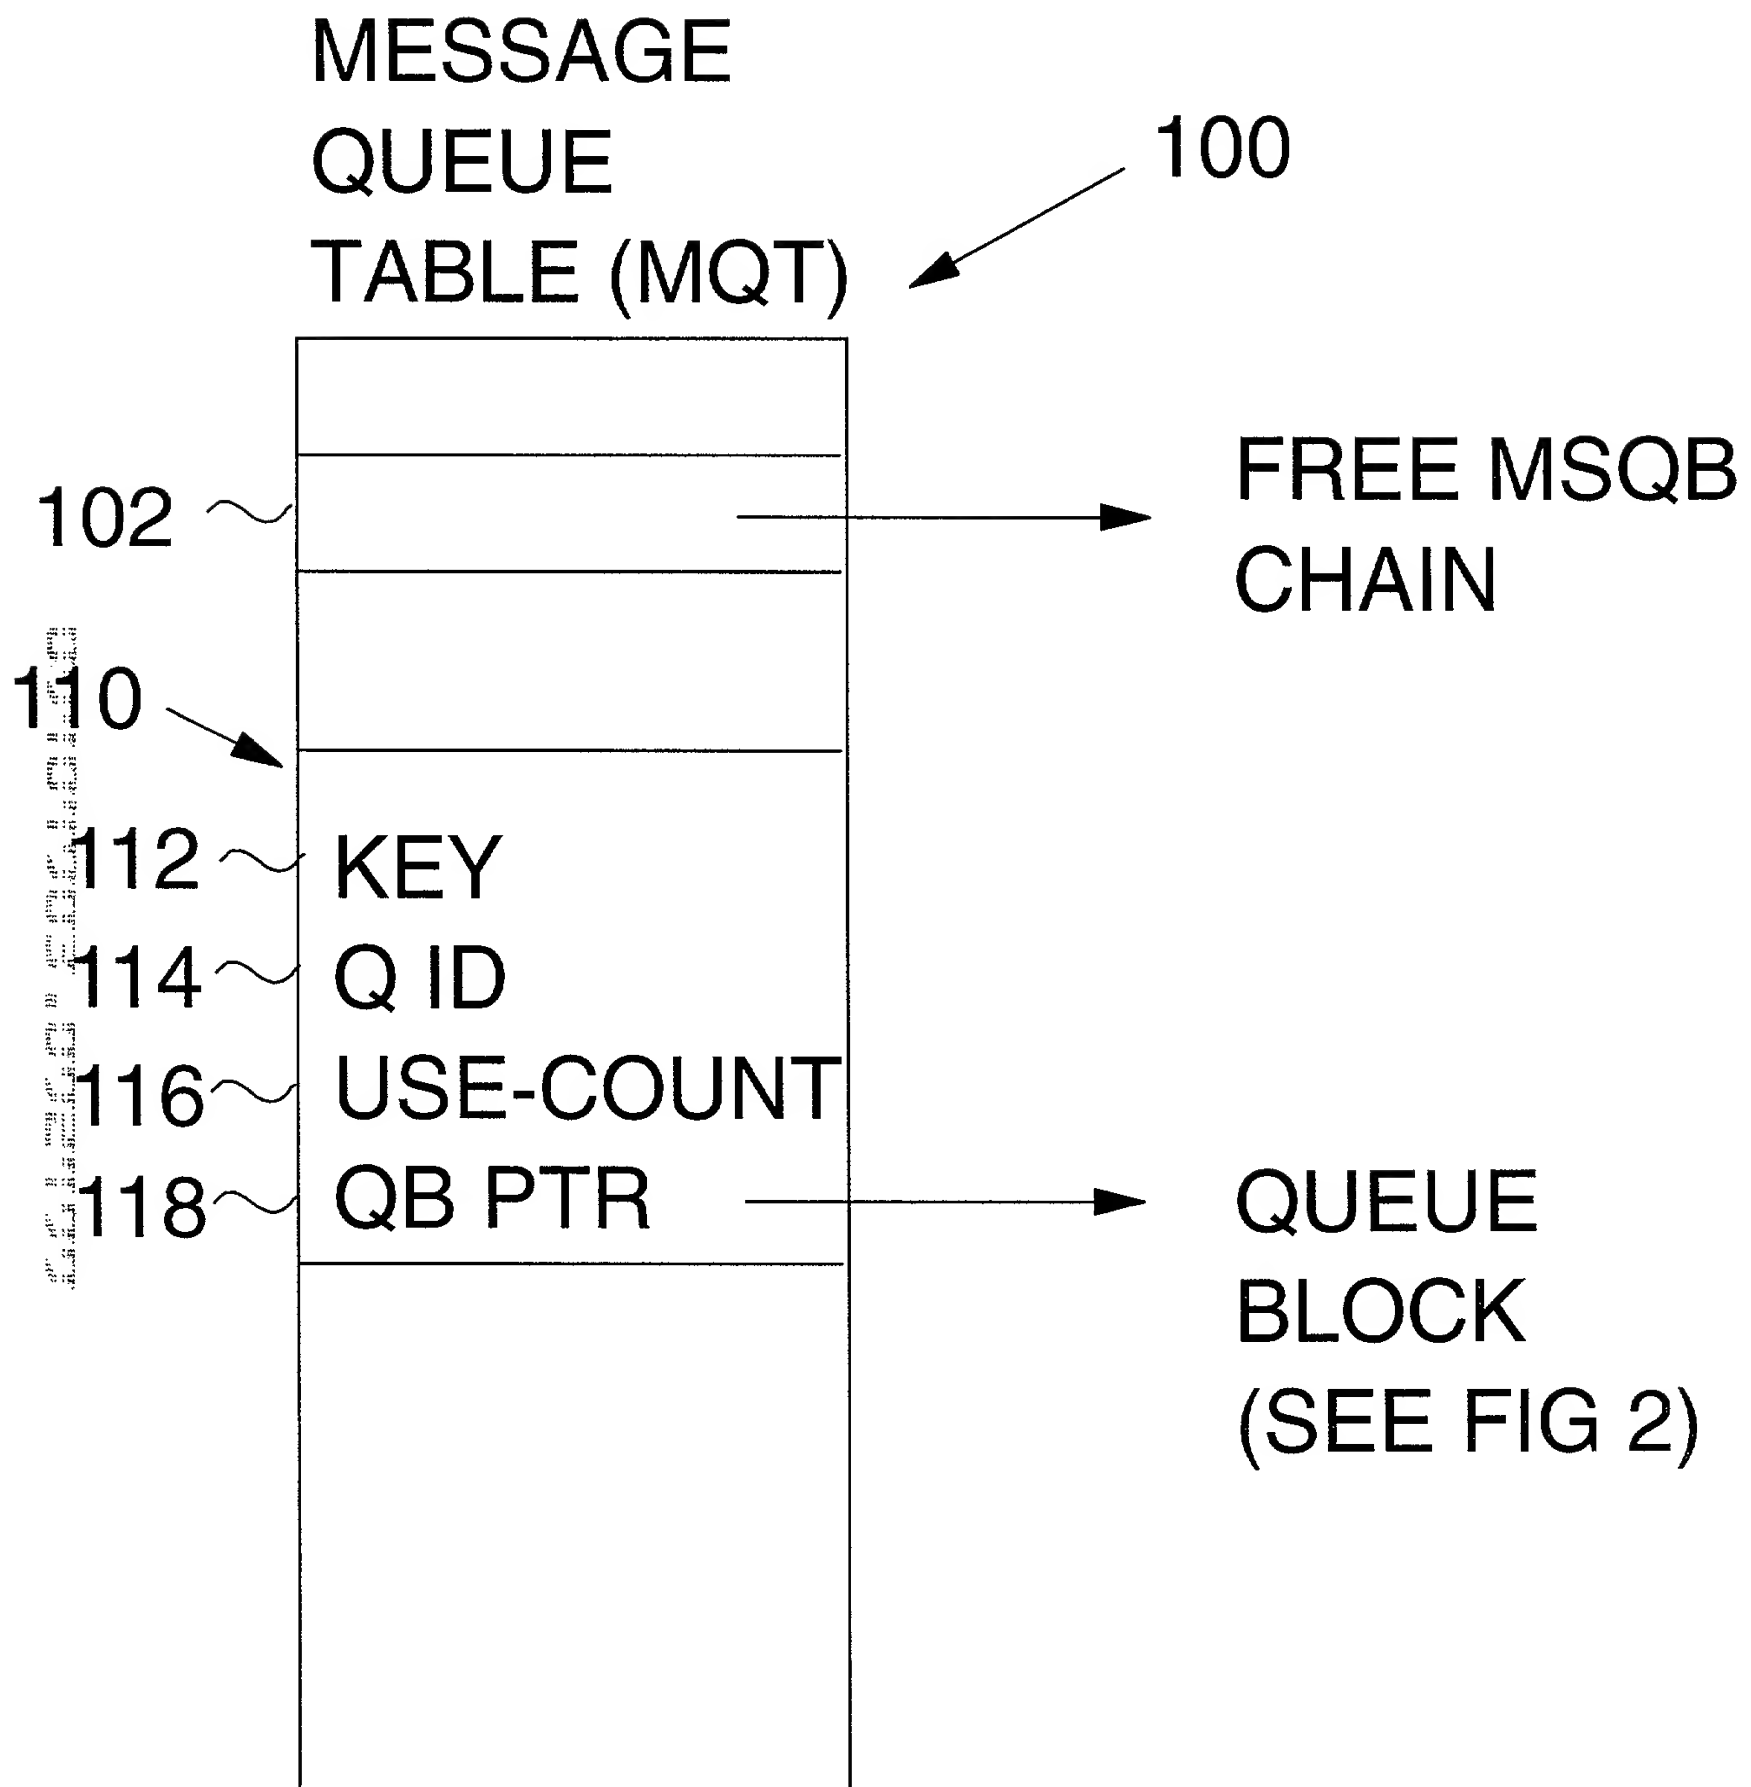 MESSAGE
QUEUE
TABLE (MQT)
100
102
FREE MSQB
CHAIN
110
112 KEY
114 Q ID
116 USE-COUNT
118 QB PTR
QUEUE
BLOCK
(SEE FIG 2)